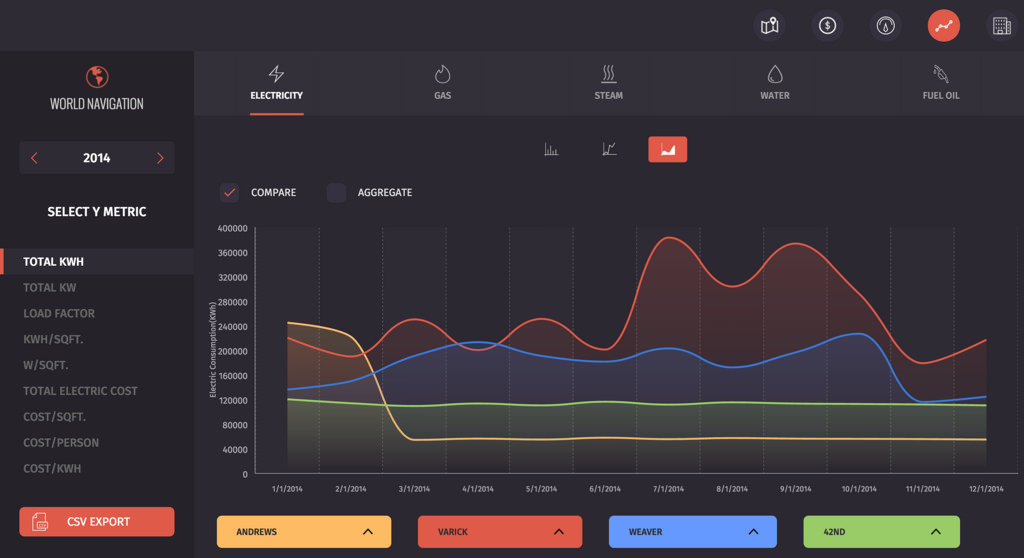 WORLD NAVIGATION
2014
SELECT Y METRIC
TOTAL KWH
TOTAL KW
LOAD FACTOR
KWH/SQFT.
W/SQFT.
TOTAL ELECTRIC COST
COST/SQFT.
COST/PERSON
COST/KWH
CSV EXPORT
ELECTRICITY
GAS
STEAM
WATER
FUEL OIL
COMPARE
AGGREGATE
Electric Consumption(KWh)
400000
360000
320000
280000
240000
200000
160000
120000
80000
40000
0
1/1/2014
2/1/2014
3/1/2014
4/1/2014
5/1/2014
6/1/2014
7/1/2014
8/1/2014
9/1/2014
10/1/2014
11/1/2014
12/1/2014
ANDREWS
VARICK
WEAVER
42ND